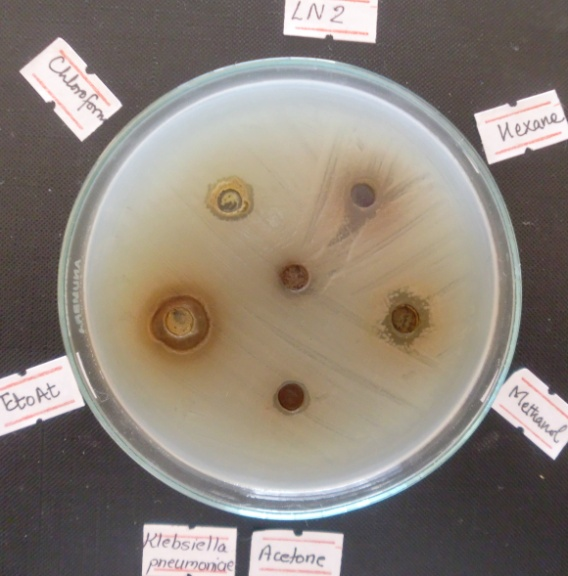 LN2
Chloroform
Hexane
EtoAt
Methanol
Klebsiella
pneumoniae
Acetone